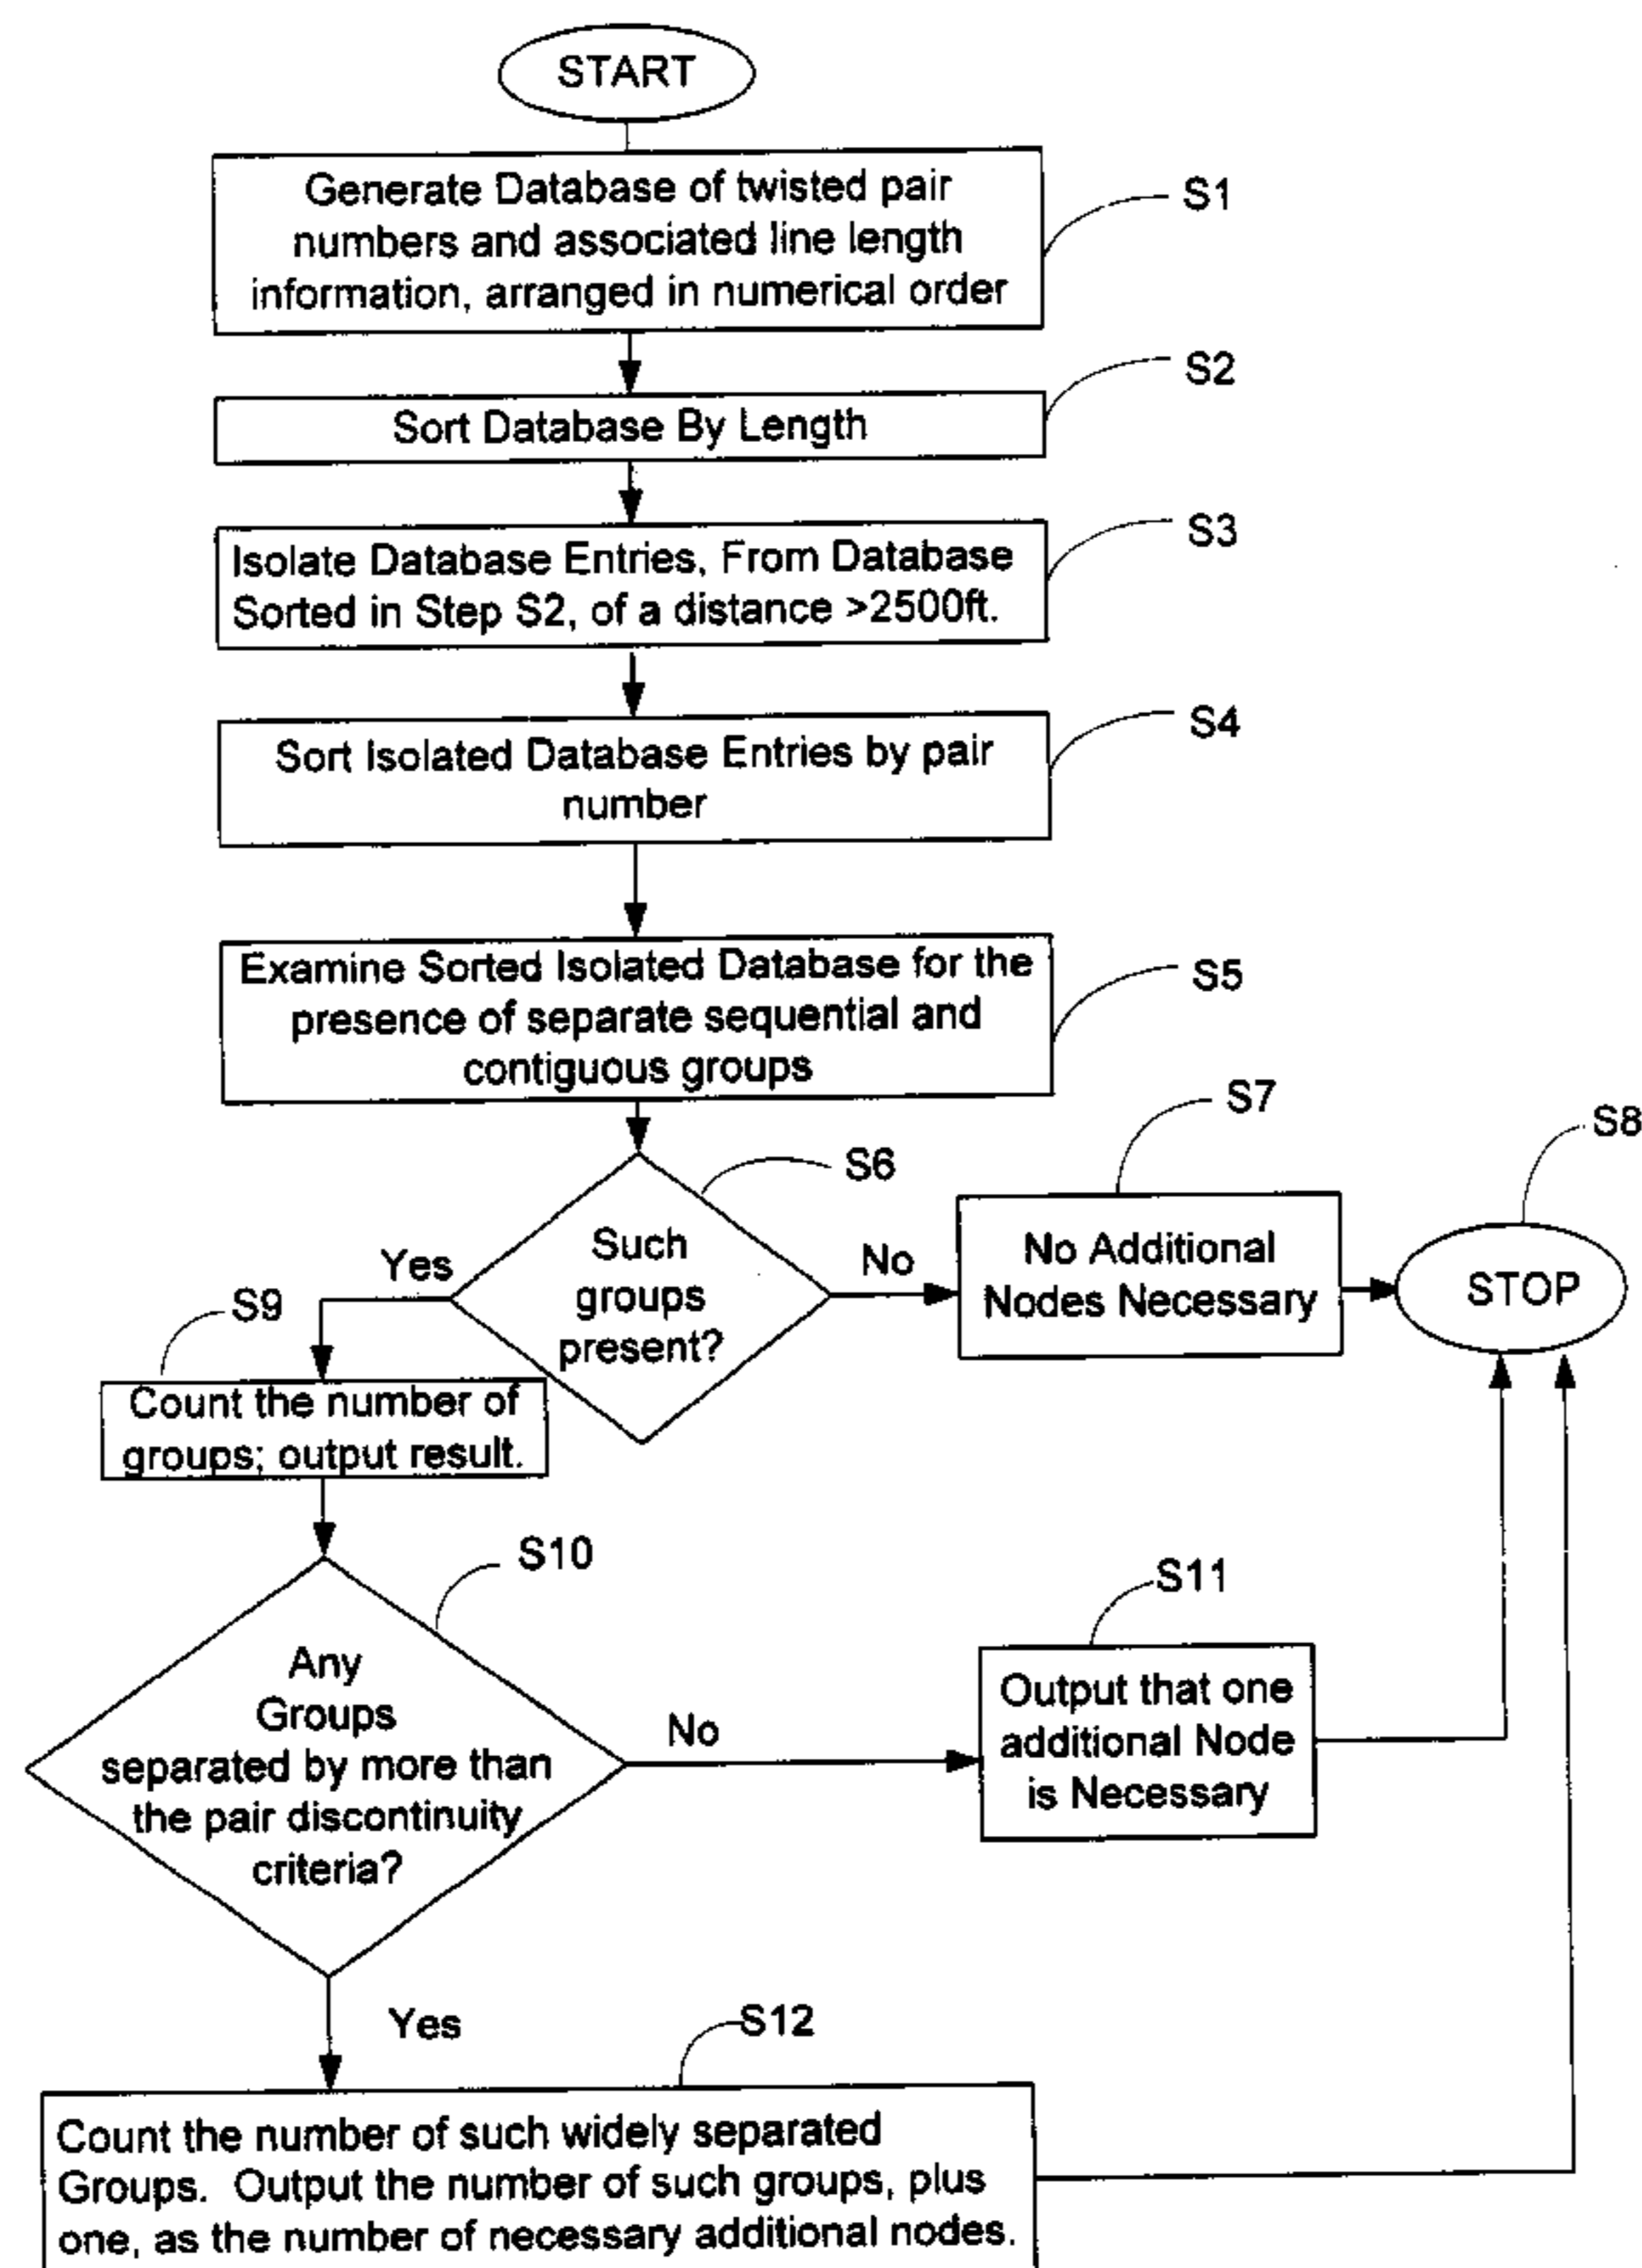 START
Generate Database of twisted pair
numbers and associated line length
information, arranged in numerical order
S1
Sort Database By Length
S2
Isolate Database Entries, From Database
Sorted in Step S2, of a distance >2500ft.
S3
Sort Isolated Database Entries by pair
number
S4
Examine Sorted Isolated Database for the
presence of separate sequential and
contiguous groups
S5
Such
groups
present?
S6
Yes
No
No Additional
Nodes Necessary
S7
STOP
S8
Count the number of
groups; output result.
S9
Any
Groups
separated by more than
the pair discontinuity
criteria?
S10
No
Output that one
additional Node
is Necessary
S11
Yes
Count the number of such widely separated
Groups. Output the number of such groups, plus
one, as the number of necessary additional nodes.
S12